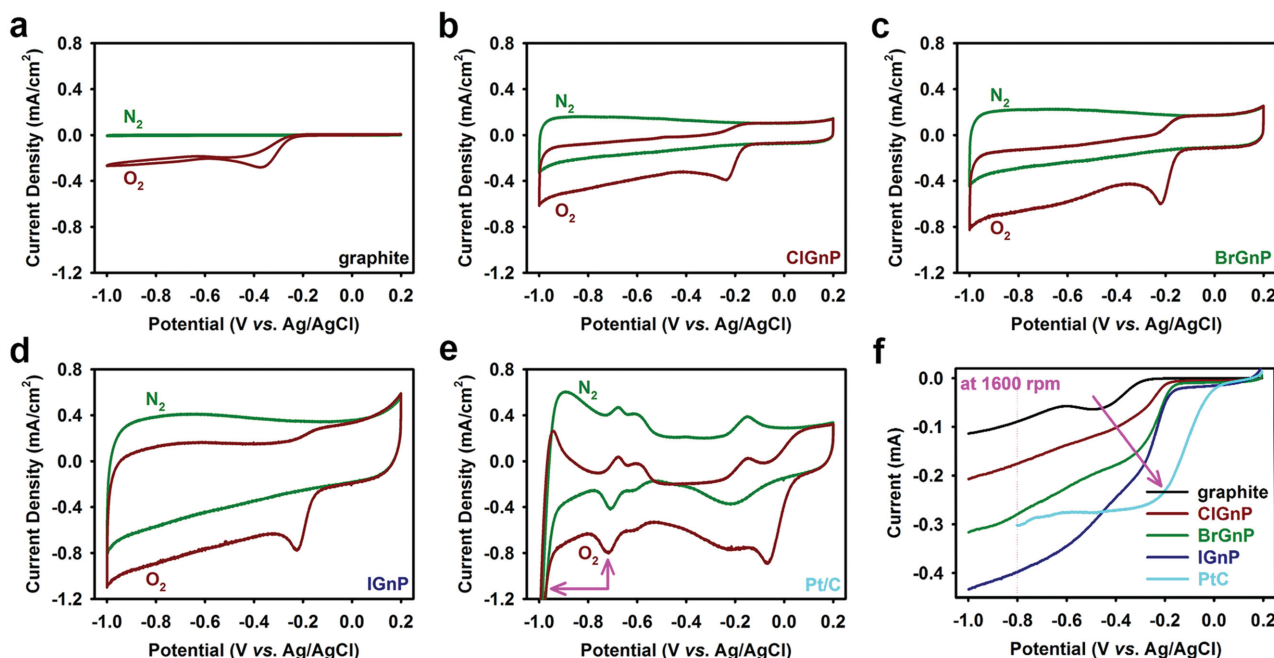 a
0.8
0.4
0.0
-0.4
-0.8
-1.2
Current Density (mA/cm²)
N₂
O₂
graphite
-1.0 -0.8 -0.6 -0.4 -0.2 0.0 0.2
Potential (V vs. Ag/AgCl)
b
0.8
0.4
0.0
-0.4
-0.8
-1.2
Current Density (mA/cm²)
N₂
O₂
ClGnP
-1.0 -0.8 -0.6 -0.4 -0.2 0.0 0.2
Potential (V vs. Ag/AgCl)
c
0.8
0.4
0.0
-0.4
-0.8
-1.2
Current Density (mA/cm²)
N₂
O₂
BrGnP
-1.0 -0.8 -0.6 -0.4 -0.2 0.0 0.2
Potential (V vs. Ag/AgCl)
d
0.8
0.4
0.0
-0.4
-0.8
-1.2
Current Density (mA/cm²)
N₂
O₂
IGnP
-1.0 -0.8 -0.6 -0.4 -0.2 0.0 0.2
Potential (V vs. Ag/AgCl)
e
0.8
0.4
0.0
-0.4
-0.8
-1.2
Current Density (mA/cm²)
N₂
O₂
Pt/C
-1.0 -0.8 -0.6 -0.4 -0.2 0.0 0.2
Potential (V vs. Ag/AgCl)
f
0.0
-0.1
-0.2
-0.3
-0.4
Current (mA)
at 1600 rpm
graphite
ClGnP
BrGnP
IGnP
PtC
-1.0 -0.8 -0.6 -0.4 -0.2 0.0 0.2
Potential (V vs. Ag/AgCl)